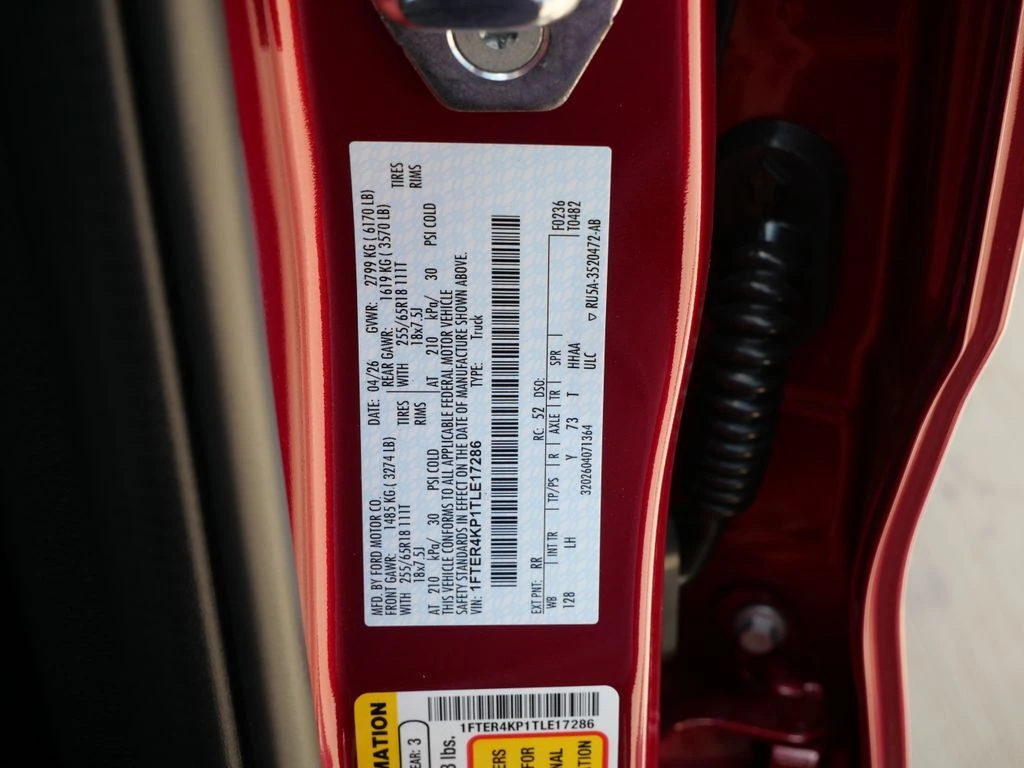 MFD. BY FORD MOTOR CO. DATE: 04/26 GVWR: 2799 KG ( 6170 LB)
FRONT GAWR: 1485 KG ( 3274 LB) REAR GAWR: 1619 KG ( 3570 LB)
WITH 255/65R18 111T TIRES WITH 255/65R18 111T TIRES
18x7.5J RIMS 18x7.5J RIMS
AT 210 kPa/ 30 PSI COLD AT 210 kPa/ 30 PSI COLD
THIS VEHICLE CONFORMS TO ALL APPLICABLE FEDERAL MOTOR VEHICLE
SAFETY STANDARDS IN EFFECT ON THE DATE OF MANUFACTURE SHOWN ABOVE.
VIN: 1FTER4KP1TLE17286 TYPE: Truck
EXT PNT: RR RC: 52 DSO: F0236
WB INT TR TP/PS R AXLE TR SPR T0482
128 LH Y 73 T HHAA
3202604071364 ULC ▽ RU5A-3520472-AB
1FTER4KP1TLE17286
EAR: 3
lbs.